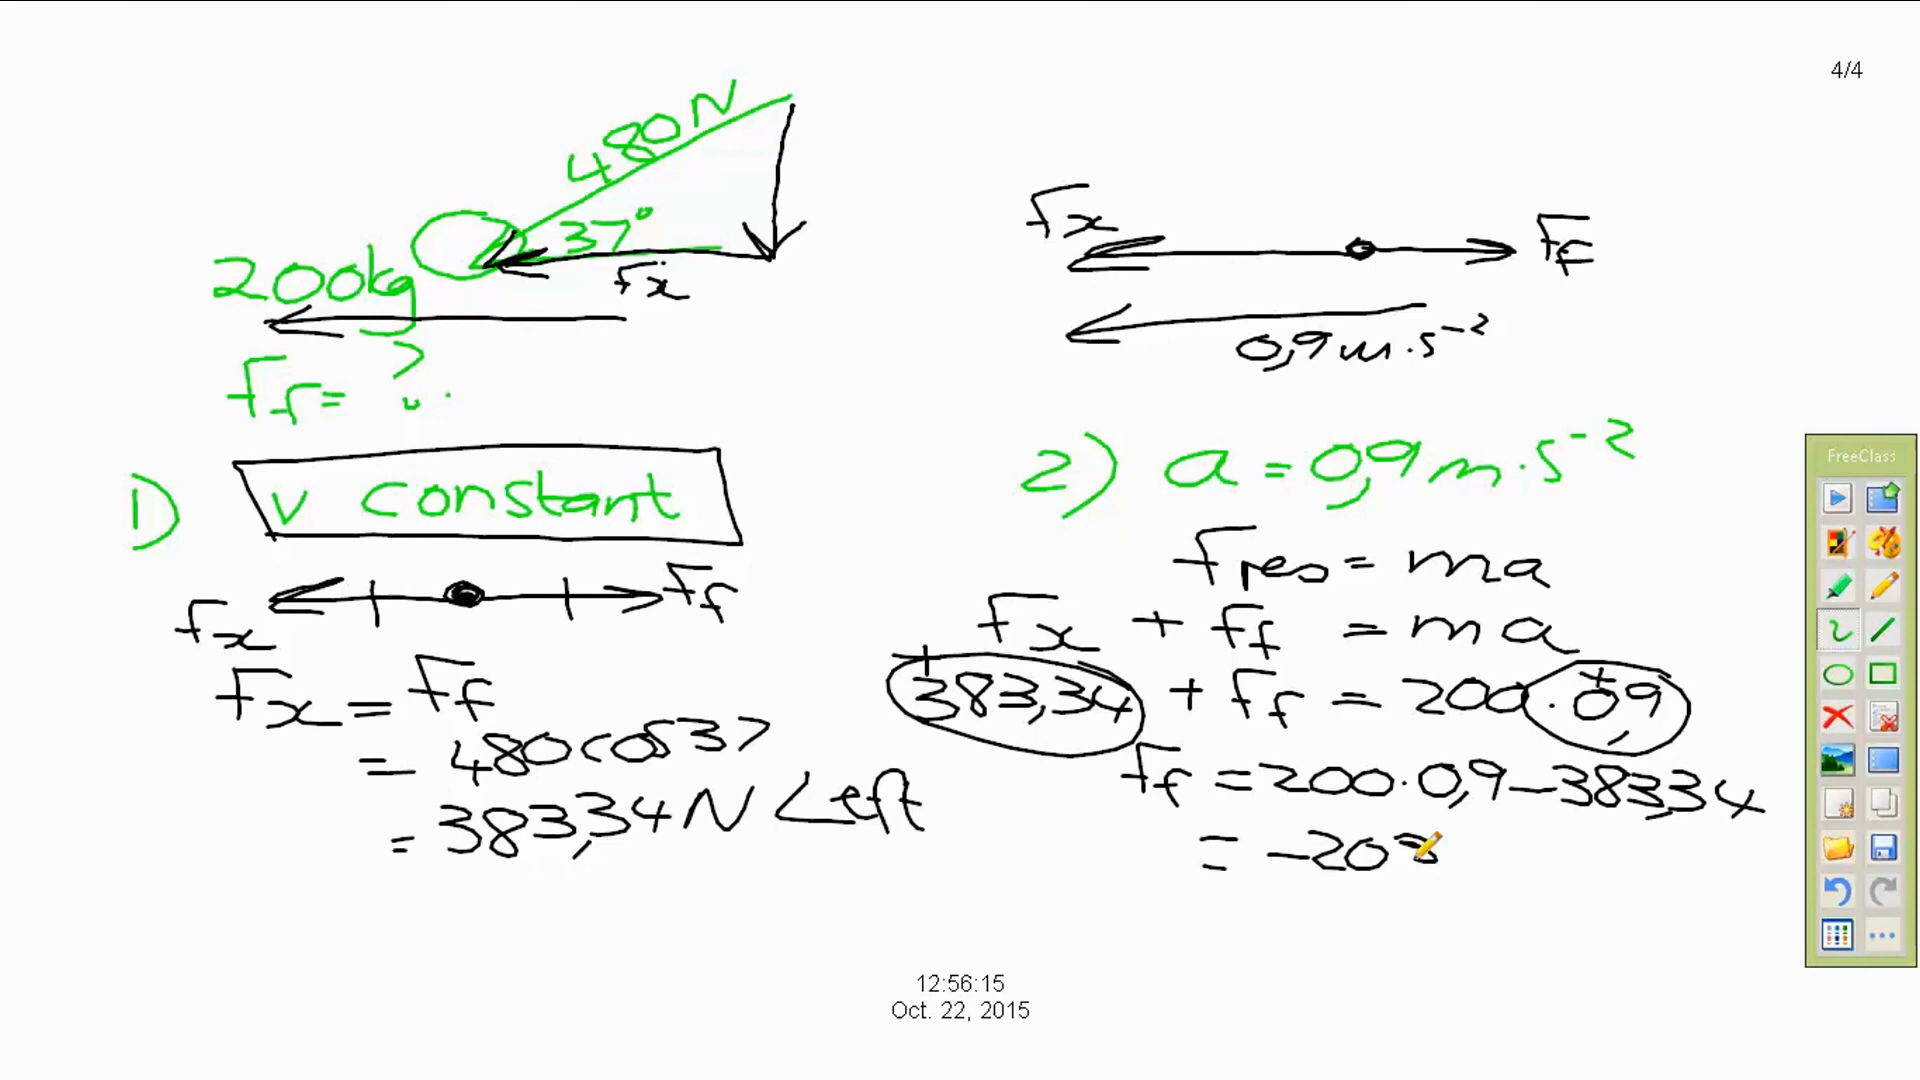 4/4
480N
37°
200kg
Fx
Ff = ?
1) v constant
Fx Ff
Fx = Ff
= 480cos37
= 383,34N Left
Fx Ff
0,9m.s-2
2) a = 0,9m.s-2
Fres = ma
Fx + Ff = ma
+383,34 + Ff = 200.+0,9
Ff = 200.0,9-383,34
= -203
FreeClass
12:56:15
Oct. 22, 2015